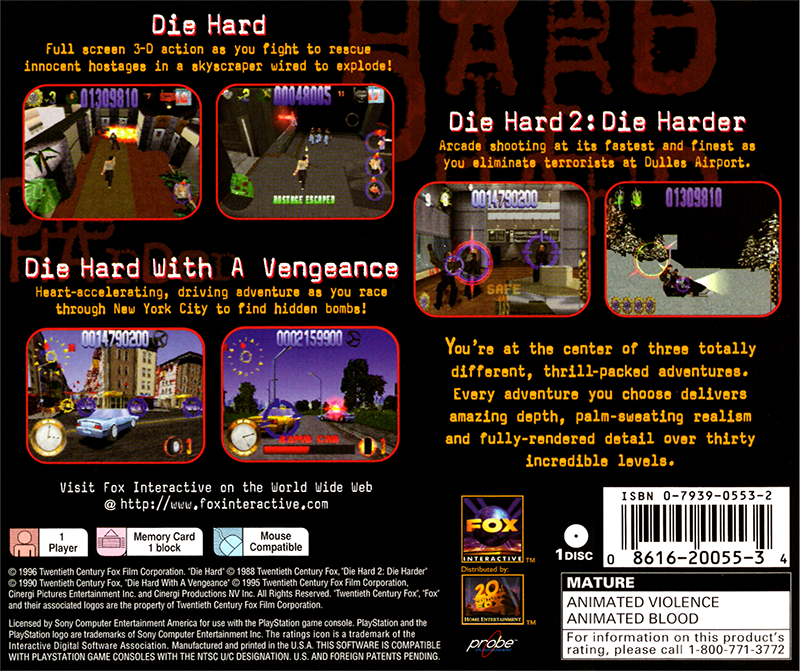 Die Hard
Full screen 3-D action as you fight to rescue
innocent hostages in a skyscraper wired to explode!
01309810
00048005
HOSTAGE ESCAPED
Die Hard 2: Die Harder
Arcade shooting at its fastest and finest as
you eliminate terrorists at Dulles Airport.
0014790200
SAFE
01309810
Die Hard With A Vengeance
Heart-accelerating, driving adventure as you race
through New York City to find hidden bombs!
0014790200
1
0002159900
BOMB CAR
1
You're at the center of three totally
different, thrill-packed adventures.
Every adventure you choose delivers
amazing depth, palm-sweating realism
and fully-rendered detail over thirty
incredible levels.
Visit Fox Interactive on the World Wide Web
@ http://www.foxinteractive.com
1
Player
Memory Card
1 block
Mouse
Compatible
© 1996 Twentieth Century Fox Film Corporation. "Die Hard" © 1988 Twentieth Century Fox, "Die Hard 2: Die Harder"
© 1990 Twentieth Century Fox, "Die Hard With A Vengeance" © 1995 Twentieth Century Fox Film Corporation,
Cinergi Pictures Entertainment Inc. and Cinergi Productions NV Inc. All Rights Reserved. "Twentieth Century Fox", "Fox"
and their associated logos are the property of Twentieth Century Fox Film Corporation.
Licensed by Sony Computer Entertainment America for use with the PlayStation game console. PlayStation and the
PlayStation logo are trademarks of Sony Computer Entertainment Inc. The ratings icon is a trademark of the
Interactive Digital Software Association. Manufactured and printed in the U.S.A. THIS SOFTWARE IS COMPATIBLE
WITH PLAYSTATION GAME CONSOLES WITH THE NTSC U/C DESIGNATION. U.S. AND FOREIGN PATENTS PENDING.
FOX
INTERACTIVE
TM
Distributed by:
20th CENTURY FOX
HOME ENTERTAINMENT
TM
probe
1 DISC
ISBN 0-7939-0553-2
0 8616-20055-3 4
MATURE
ANIMATED VIOLENCE
ANIMATED BLOOD
For information on this product's
rating, please call 1-800-771-3772